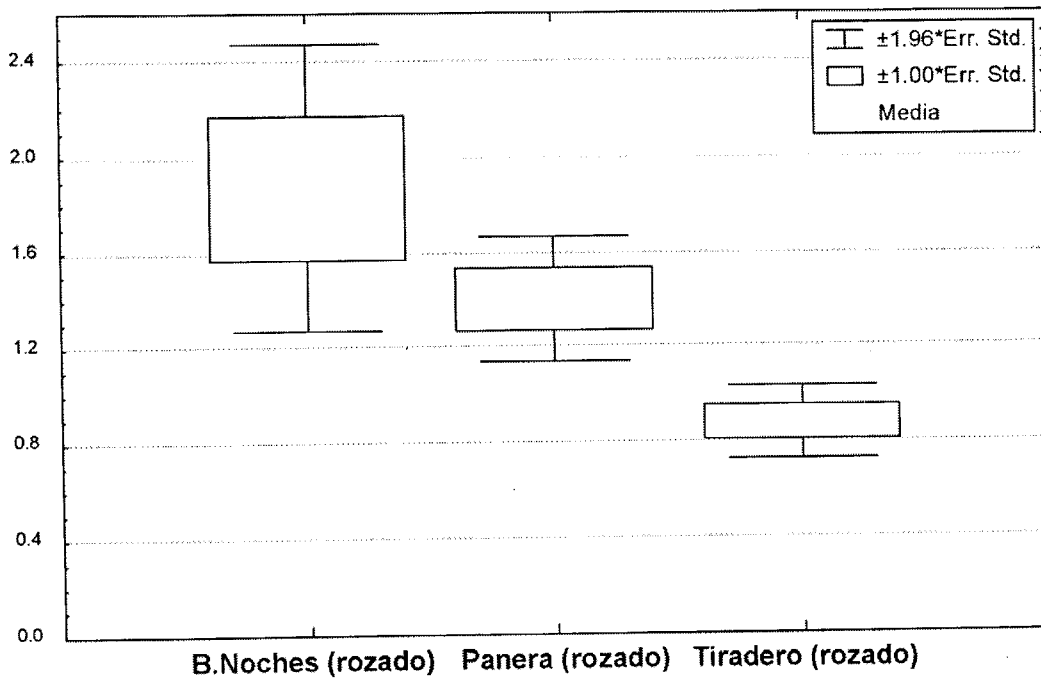 ±1.96*Err. Std.
±1.00*Err. Std.
Media
2.4
2.0
1.6
1.2
0.8
0.4
0.0
B.Noches (rozado) Panera (rozado) Tiradero (rozado)